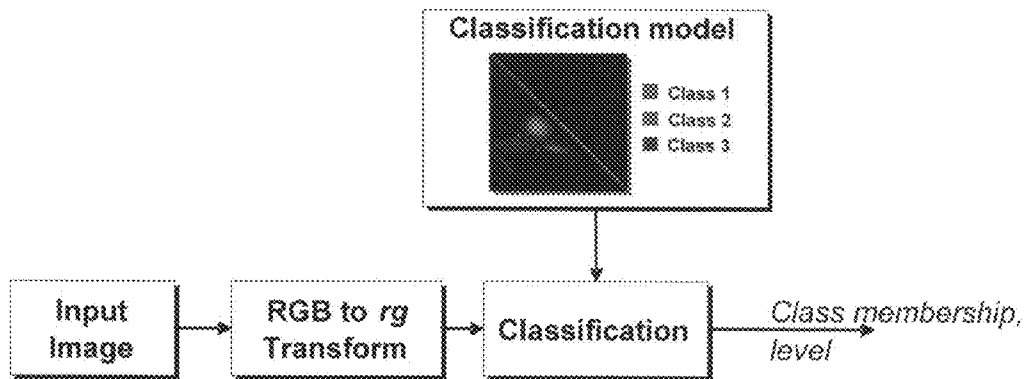 Classification model
Class 1
Class 2
Class 3
Input
Image
RGB to rg
Transform
Classification
Class membership,
level